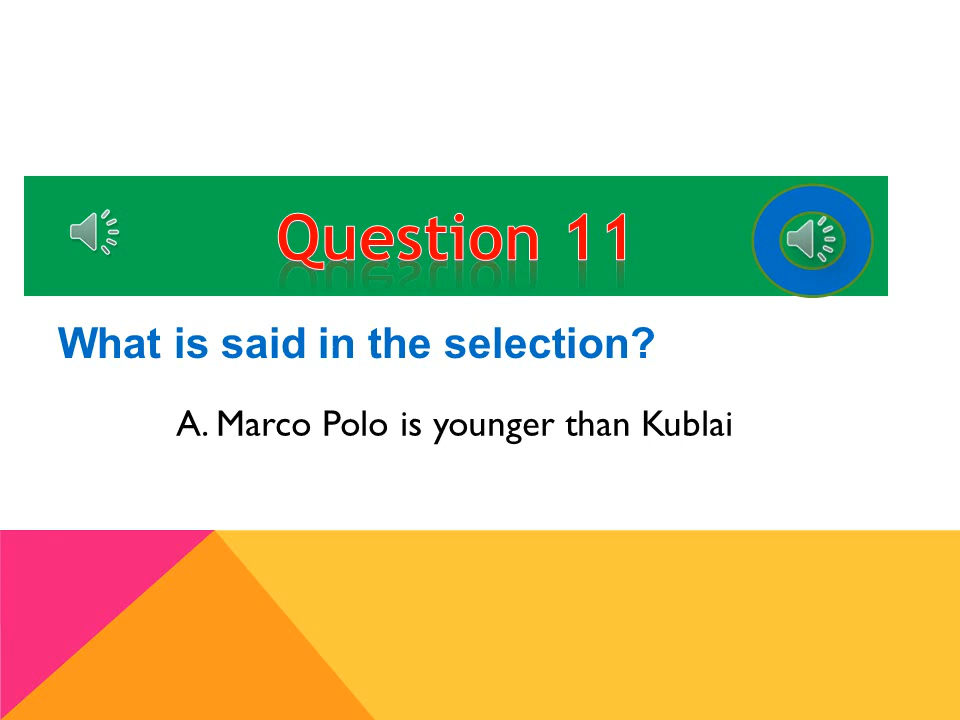 Question 11
What is said in the selection?
A. Marco Polo is younger than Kublai